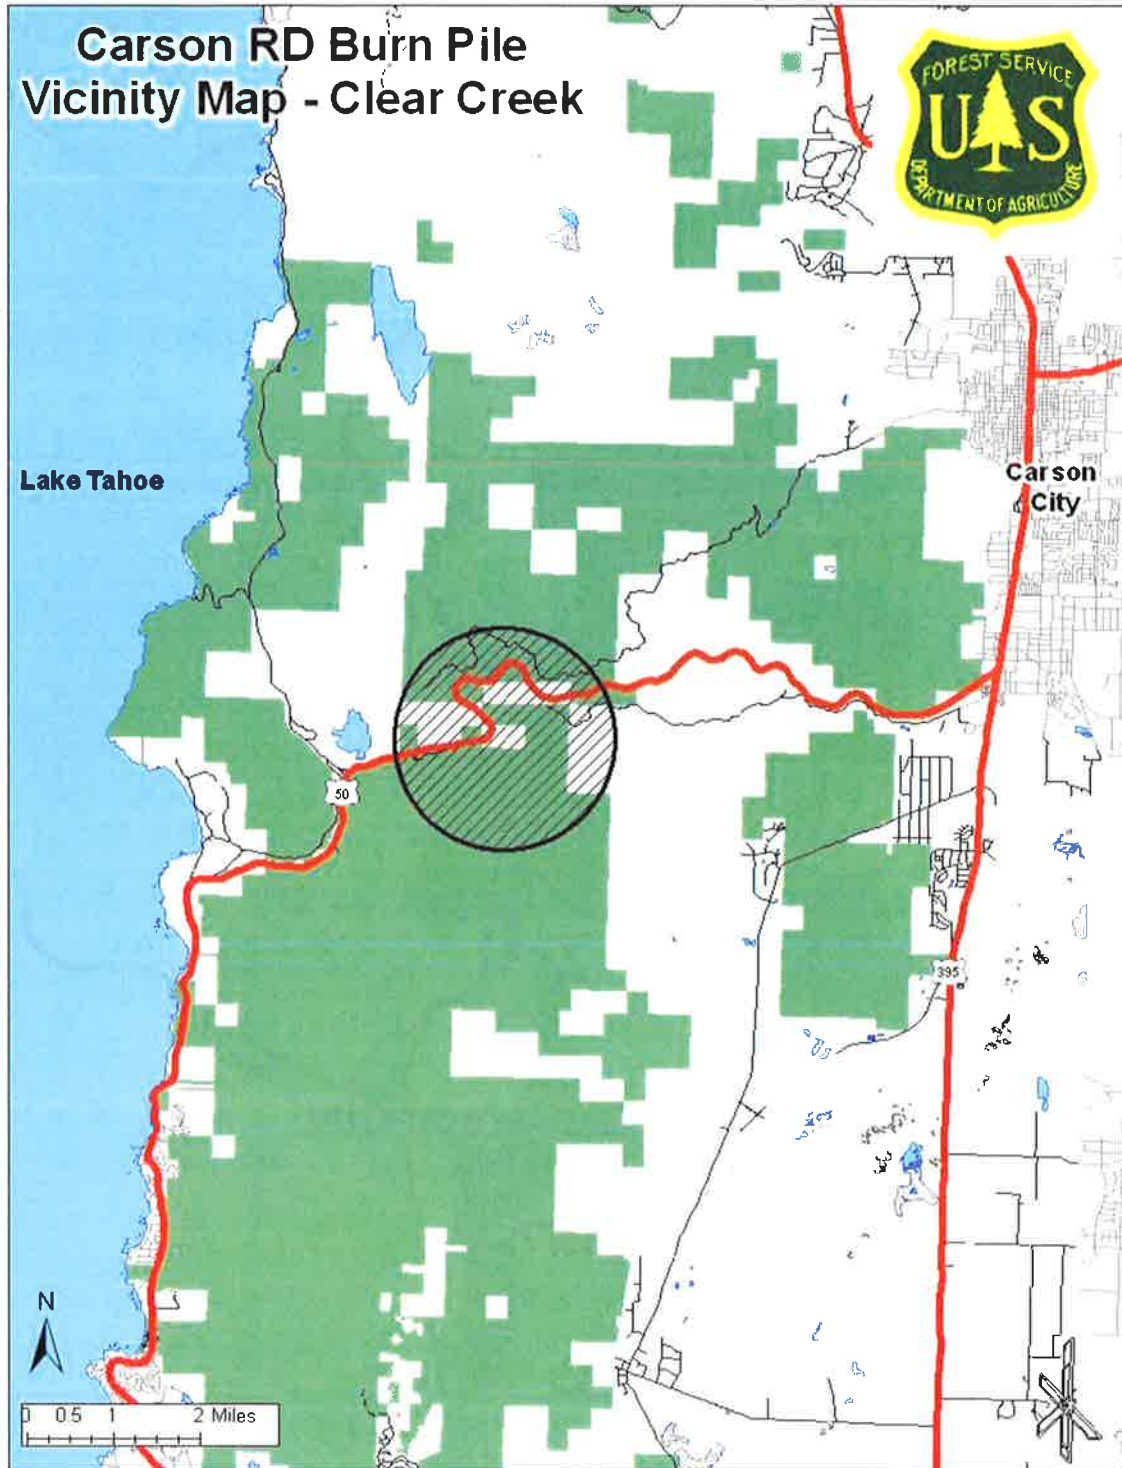 Carson RD Burn Pile
Vicinity Map - Clear Creek
FOREST SERVICE
U S
DEPARTMENT OF AGRICULTURE
Lake Tahoe
Carson
City
50
395
N
0 0.5 1 2 Miles